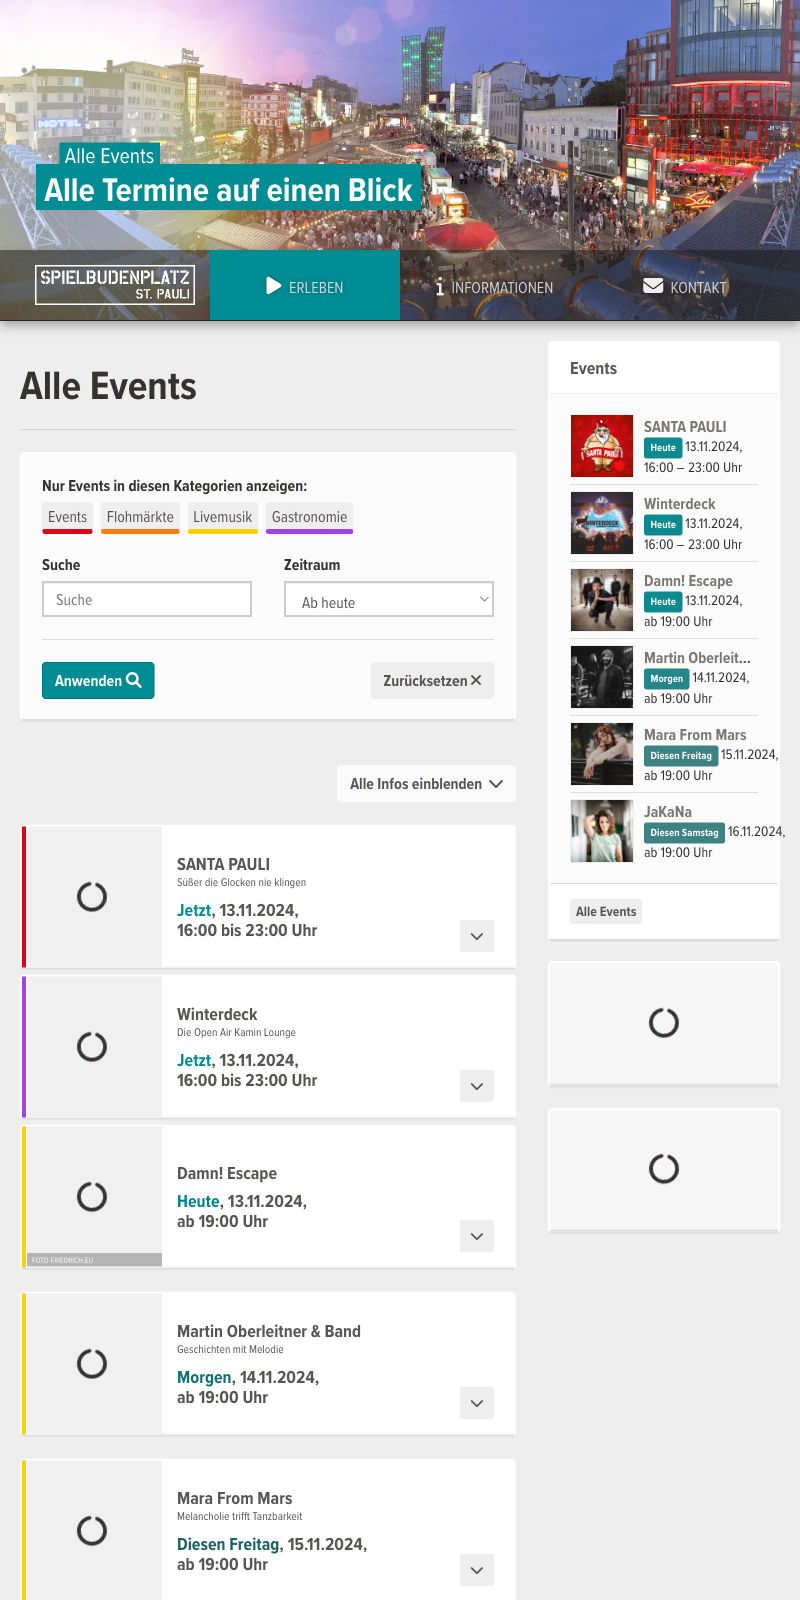 Alle Events
Alle Termine auf einen Blick
SPIELBUDENPLATZ
ST. PAULI
ERLEBEN
INFORMATIONEN
KONTAKT
Alle Events
Nur Events in diesen Kategorien anzeigen:
Events
Flohmärkte
Livemusik
Gastronomie
Suche
Zeitraum
Suche
Ab heute
Anwenden
Zurücksetzen
Alle Infos einblenden
SANTA PAULI
Süßer die Glocken nie klingen
Jetzt, 13.11.2024,
16:00 bis 23:00 Uhr
Winterdeck
Die Open Air Kamin Lounge
Jetzt, 13.11.2024,
16:00 bis 23:00 Uhr
Damn! Escape
Heute, 13.11.2024,
ab 19:00 Uhr
FOTO-FRIEDRICH.EU
Martin Oberleitner & Band
Geschichten mit Melodie
Morgen, 14.11.2024,
ab 19:00 Uhr
Mara From Mars
Melancholie trifft Tanzbarkeit
Diesen Freitag, 15.11.2024,
ab 19:00 Uhr
Events
SANTA PAULI
SANTA PAULI
Heute 13.11.2024,
16:00 – 23:00 Uhr
WINTERDECK
Winterdeck
Heute 13.11.2024,
16:00 – 23:00 Uhr
Damn! Escape
Heute 13.11.2024,
ab 19:00 Uhr
Martin Oberleit...
Morgen 14.11.2024,
ab 19:00 Uhr
Mara From Mars
Diesen Freitag 15.11.2024,
ab 19:00 Uhr
JaKaNa
Diesen Samstag 16.11.2024,
ab 19:00 Uhr
Alle Events